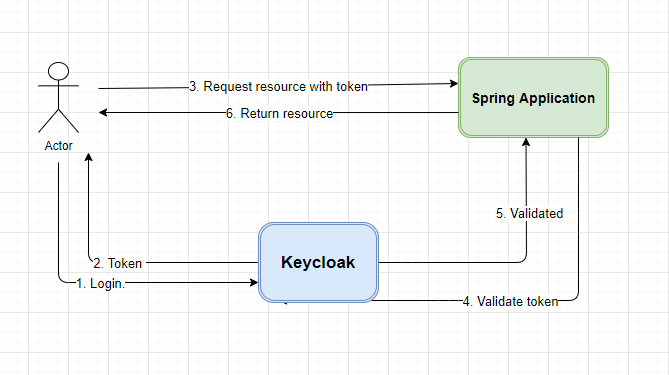 3. Request resource with token
Spring Application
6. Return resource
Actor
5. Validated
2. Token
Keycloak
1. Login.
4. Validate token